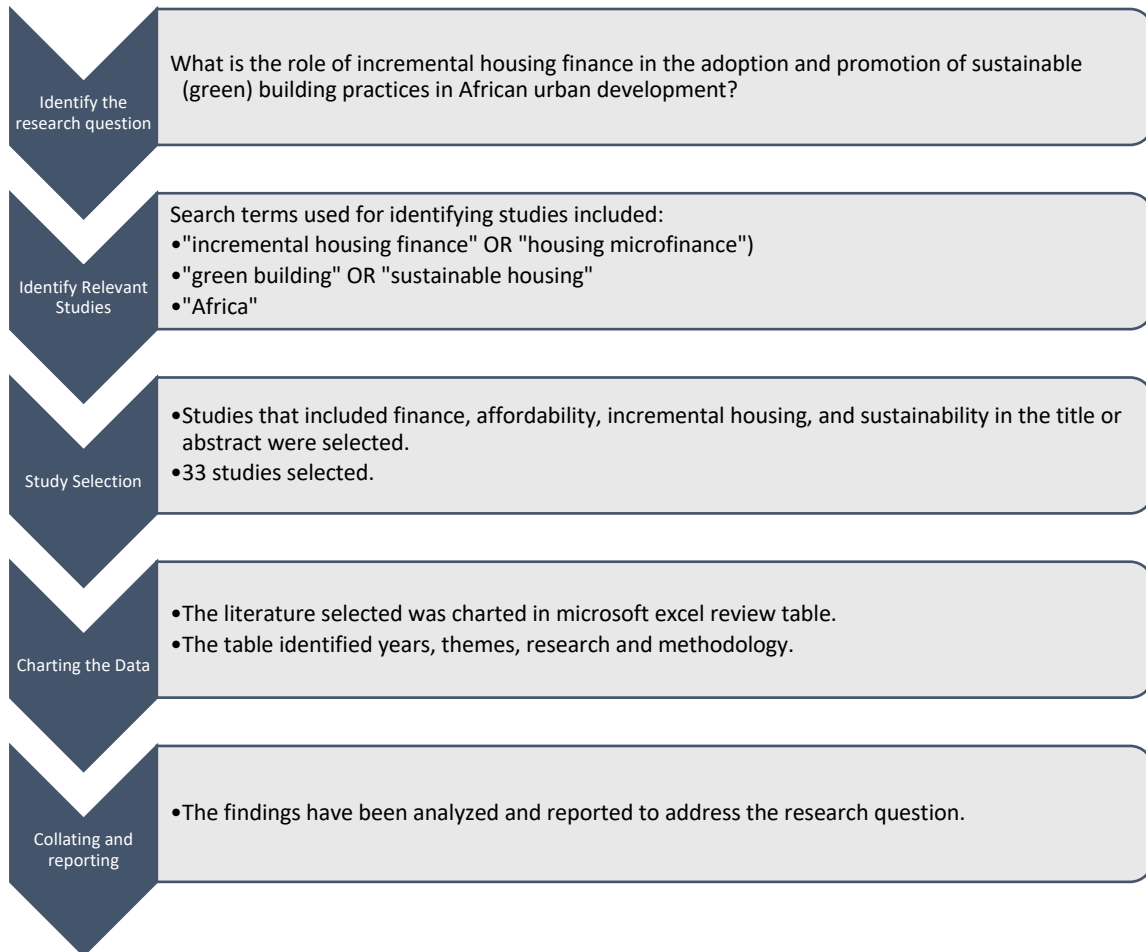 Identify the
research question
What is the role of incremental housing finance in the adoption and promotion of sustainable
(green) building practices in African urban development?
Identify Relevant
Studies
Search terms used for identifying studies included:
•"incremental housing finance" OR "housing microfinance")
•"green building" OR "sustainable housing"
•"Africa"
Study Selection
•Studies that included finance, affordability, incremental housing, and sustainability in the title or
abstract were selected.
•33 studies selected.
Charting the Data
•The literature selected was charted in microsoft excel review table.
•The table identified years, themes, research and methodology.
Collating and
reporting
•The findings have been analyzed and reported to address the research question.